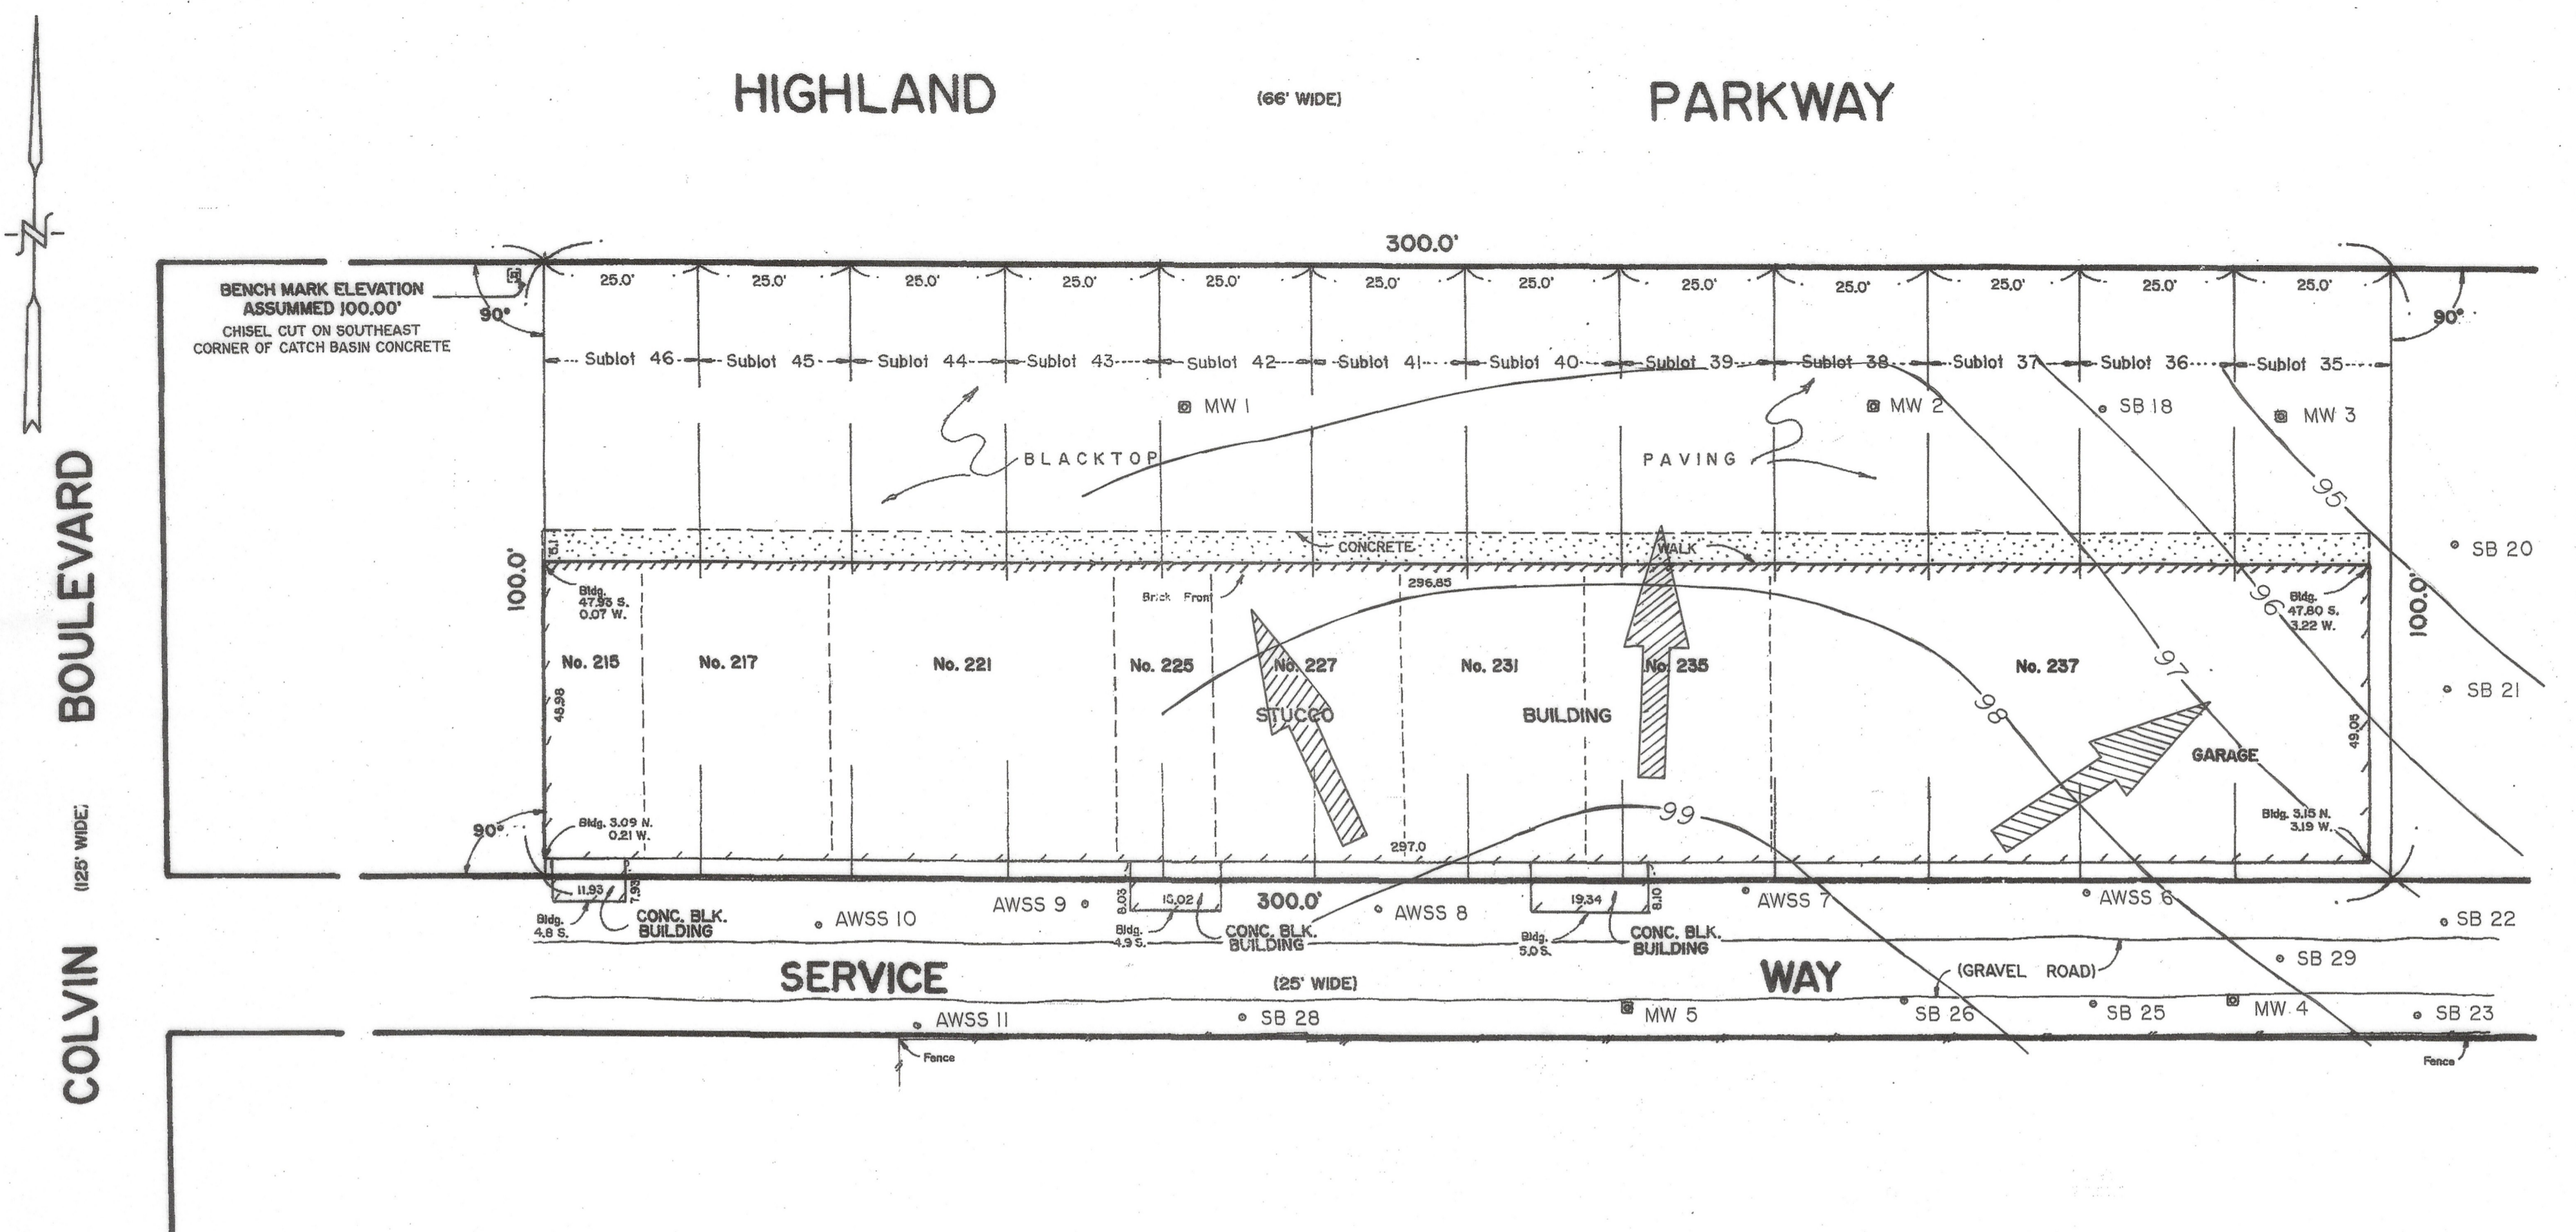 HIGHLAND (66' WIDE) PARKWAY
N
300.0'
25.0' 25.0' 25.0' 25.0' 25.0' 25.0' 25.0' 25.0' 25.0' 25.0' 25.0' 25.0'
BENCH MARK ELEVATION
ASSUMMED 100.00'
CHISEL CUT ON SOUTHEAST
CORNER OF CATCH BASIN CONCRETE
90°
90°
Sublot 46 Sublot 45 Sublot 44 Sublot 43 Sublot 42 Sublot 41 Sublot 40 Sublot 39 Sublot 38 Sublot 37 Sublot 36 Sublot 35
MW 1
MW 2
SB 18
MW 3
BLACKTOP PAVING
95
CONCRETE WALK
SB 20
100.0'
5.1
Bldg.
47.93 S.
0.07 W.
Brick Front
296.85
96
Bldg.
47.80 S.
3.22 W.
100.0'
No. 215 No. 217 No. 221 No. 225 No. 227 No. 231 No. 235 No. 237
97
SB 21
48.98
STUCCO BUILDING
98
49.05
GARAGE
99
90°
Bldg. 3.09 N.
0.21 W.
297.0
Bldg. 3.15 N.
3.19 W.
11.93
7.93
Bldg.
4.8 S.
CONC. BLK.
BUILDING
AWSS 10
AWSS 9
8.03
15.02
300.0'
Bldg.
4.9 S.
CONC. BLK.
BUILDING
AWSS 8
19.34
8.10
Bldg.
5.0 S.
CONC. BLK.
BUILDING
AWSS 7
AWSS 6
SB 22
SERVICE (25' WIDE) WAY
(GRAVEL ROAD)
SB 29
AWSS 11
SB 28
MW 5
SB 26
SB 25
MW 4
SB 23
Fence
Fence
COLVIN (125' WIDE) BOULEVARD